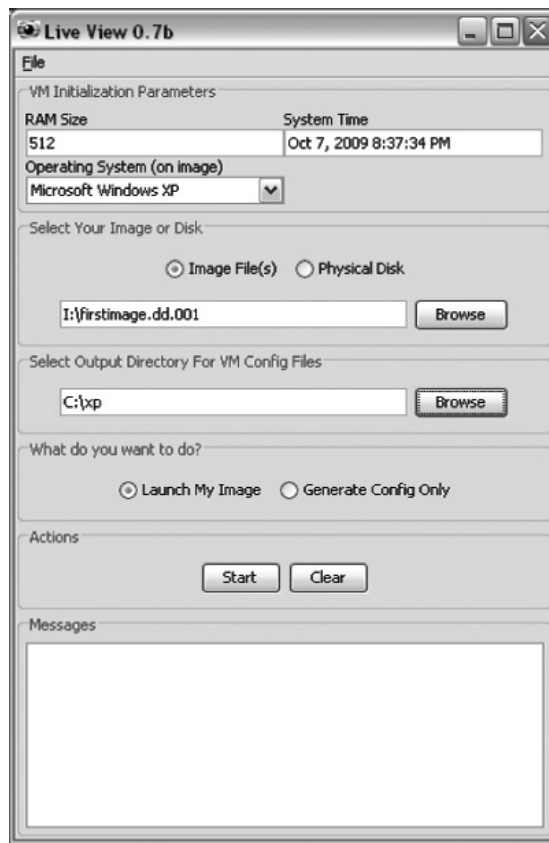 Live View 0.7b
File
VM Initialization Parameters
RAM Size System Time
512 Oct 7, 2009 8:37:34 PM
Operating System (on image)
Microsoft Windows XP
Select Your Image or Disk
Image File(s) Physical Disk
I:\firstimage.dd.001 Browse
Select Output Directory For VM Config Files
C:\xp Browse
What do you want to do?
Launch My Image Generate Config Only
Actions
Start Clear
Messages